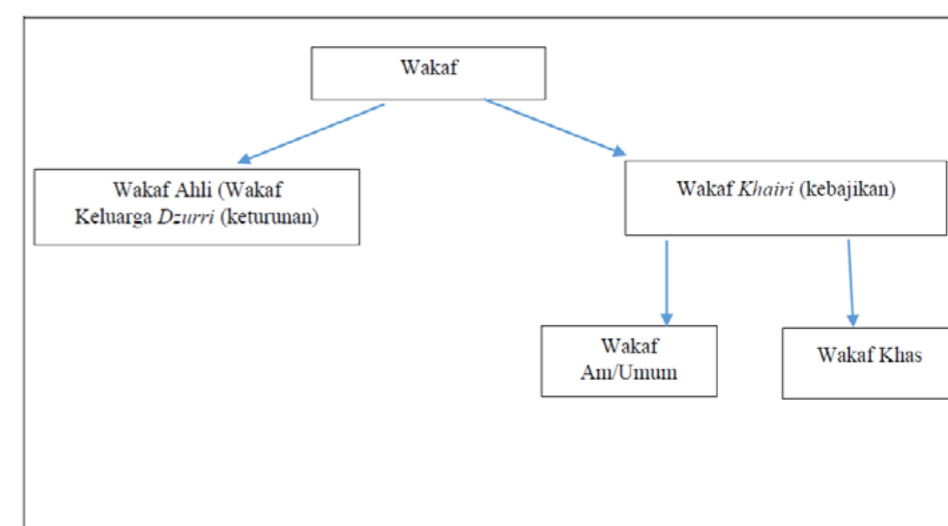 Wakaf
Wakaf Ahli (Wakaf
Keluarga Dzurri (keturunan)
Wakaf Khairi (kebajikan)
Wakaf
Am/Umum
Wakaf Khas